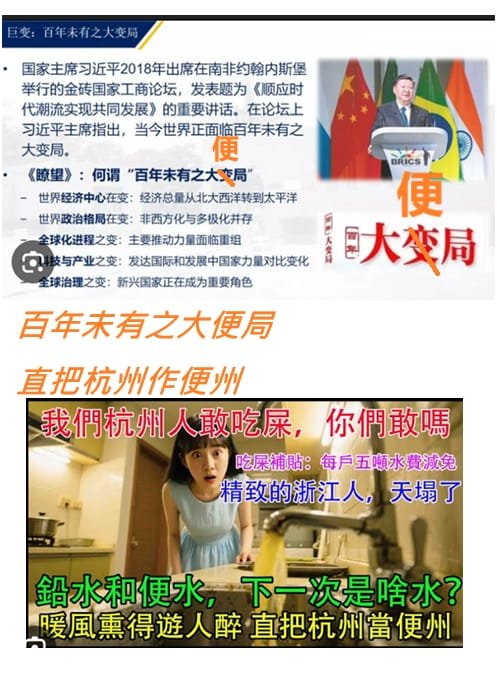 巨变：百年未有之大变局
• 国家主席习近平2018年出席在南非约翰内斯堡
举行的金砖国家工商论坛，发表题为《顺应时
代潮流实现共同发展》的重要讲话。在论坛上
习近平主席指出，当今世界正面临百年未有之
大变局。
便
• 《瞭望》：何谓“百年未有之大变局”
– 世界经济中心在变：经济总量从北大西洋转到太平洋
– 世界政治格局在变：非西方化与多极化并存
– 全球化进程之变：主要推动力量面临重组
科技与产业之变：发达国际和发展中国家力量对比变化
– 全球治理之变：新兴国家正在成为重要角色
BRICS
便
世界大变局
百年
大变局
百年未有之大便局
直把杭州作便州
我們杭州人敢吃屎，你們敢嗎
吃屎補貼：每戶五噸水費減免
精致的浙江人，天塌了
鉛水和便水，下一次是啥水？
暖風熏得遊人醉 直把杭州當便州